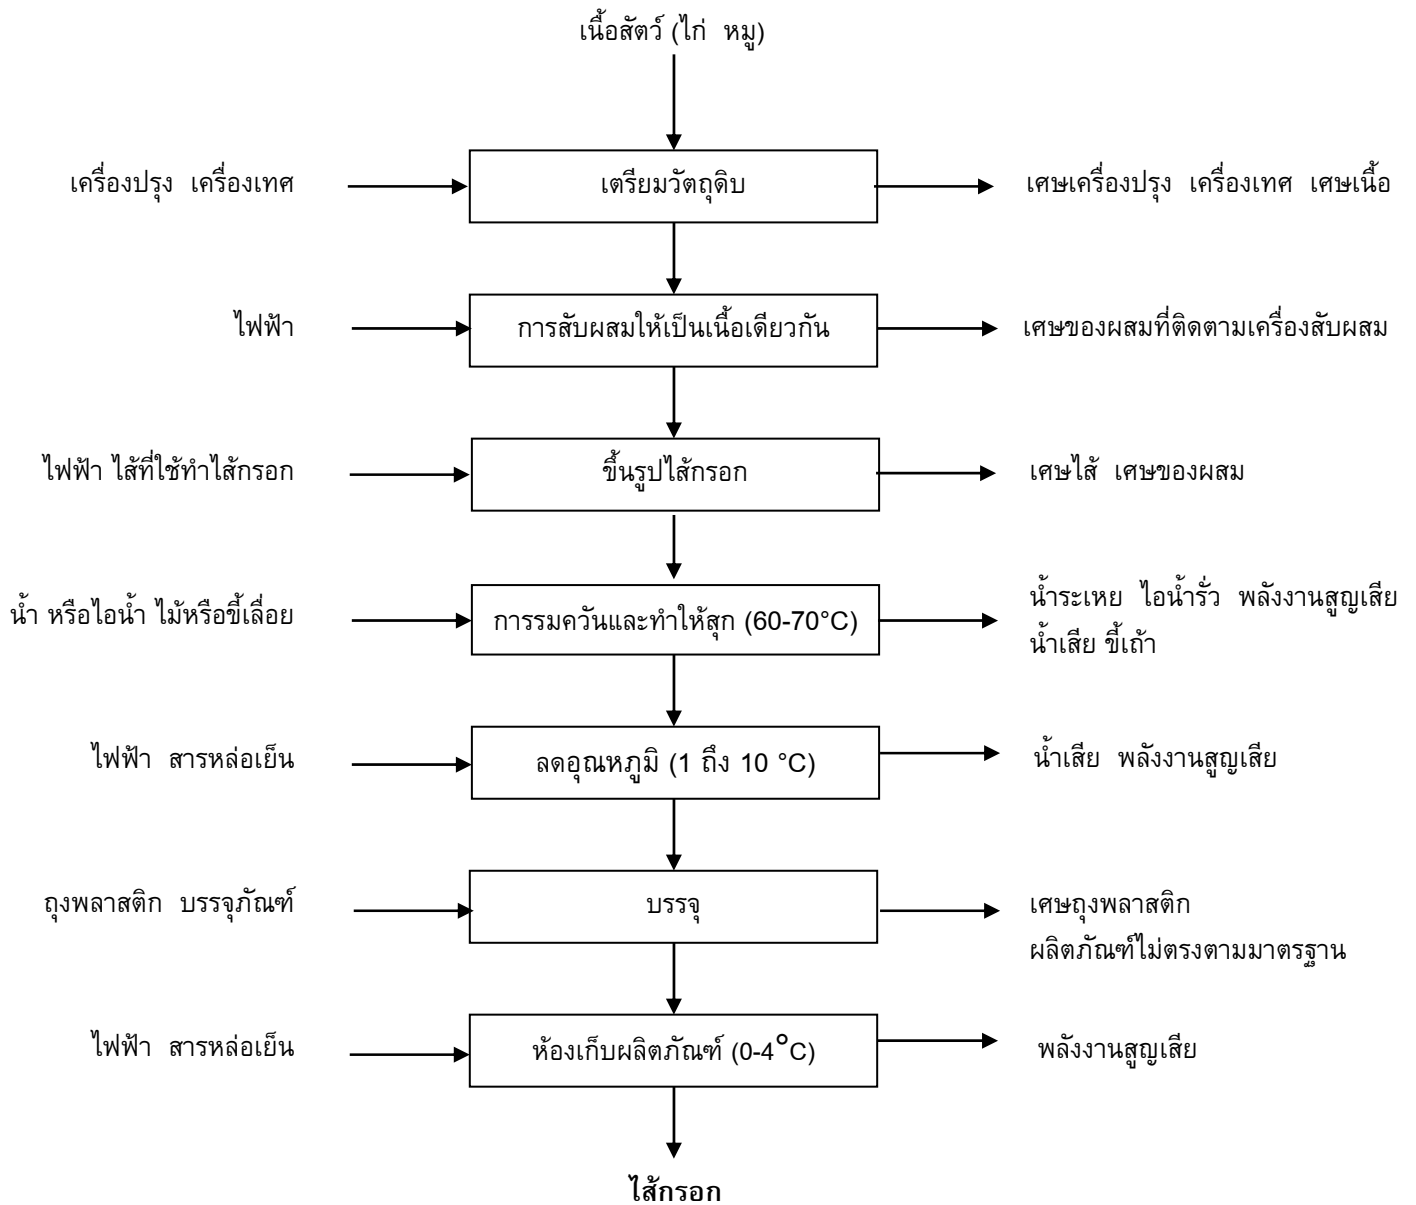 เนื้อสัตว์ (ไก่ หมู)
เครื่องปรุง เครื่องเทศ
เตรียมวัตถุดิบ
เศษเครื่องปรุง เครื่องเทศ เศษเนื้อ
ไฟฟ้า
การสับผสมให้เป็นเนื้อเดียวกัน
เศษของผสมที่ติดตามเครื่องสับผสม
ไฟฟ้า ไส้ที่ใช้ทำไส้กรอก
ขึ้นรูปไส้กรอก
เศษไส้ เศษของผสม
น้ำ หรือไอน้ำ ไม้หรือขี้เลื่อย
การรมควันและทำให้สุก (60-70°C)
น้ำระเหย ไอน้ำรั่ว พลังงานสูญเสีย
น้ำเสีย ขี้เถ้า
ไฟฟ้า สารหล่อเย็น
ลดอุณหภูมิ (1 ถึง 10 °C)
น้ำเสีย พลังงานสูญเสีย
ถุงพลาสติก บรรจุภัณฑ์
บรรจุ
เศษถุงพลาสติก
ผลิตภัณฑ์ไม่ตรงตามมาตรฐาน
ไฟฟ้า สารหล่อเย็น
ห้องเก็บผลิตภัณฑ์ (0-4°C)
พลังงานสูญเสีย
ไส้กรอก